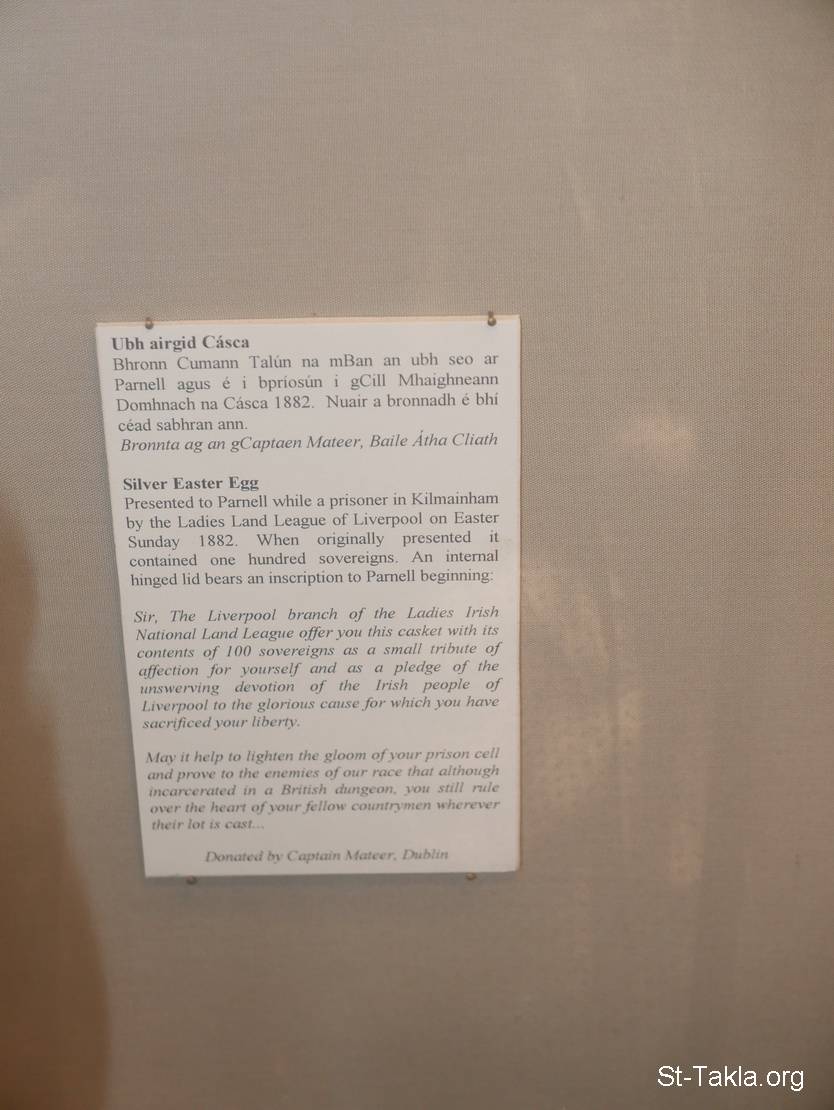 Ubh airgid Cásca
Bhronn Cumann Talún na mBan an ubh seo ar
Parnell agus é i bpríosún i gCill Mhaighneann
Domhnach na Cásca 1882. Nuair a bronnadh é bhí
céad sabhran ann.
Bronnta ag an gCaptaen Mateer, Baile Átha Cliath
Silver Easter Egg
Presented to Parnell while a prisoner in Kilmainham
by the Ladies Land League of Liverpool on Easter
Sunday 1882. When originally presented it
contained one hundred sovereigns. An internal
hinged lid bears an inscription to Parnell beginning:
Sir, The Liverpool branch of the Ladies Irish
National Land League offer you this casket with its
contents of 100 sovereigns as a small tribute of
affection for yourself and as a pledge of the
unswerving devotion of the Irish people of
Liverpool to the glorious cause for which you have
sacrificed your liberty.
May it help to lighten the gloom of your prison cell
and prove to the enemies of our race that although
incarcerated in a British dungeon, you still rule
over the heart of your fellow countrymen wherever
their lot is cast...
Donated by Captain Mateer, Dublin
St-Takla.org